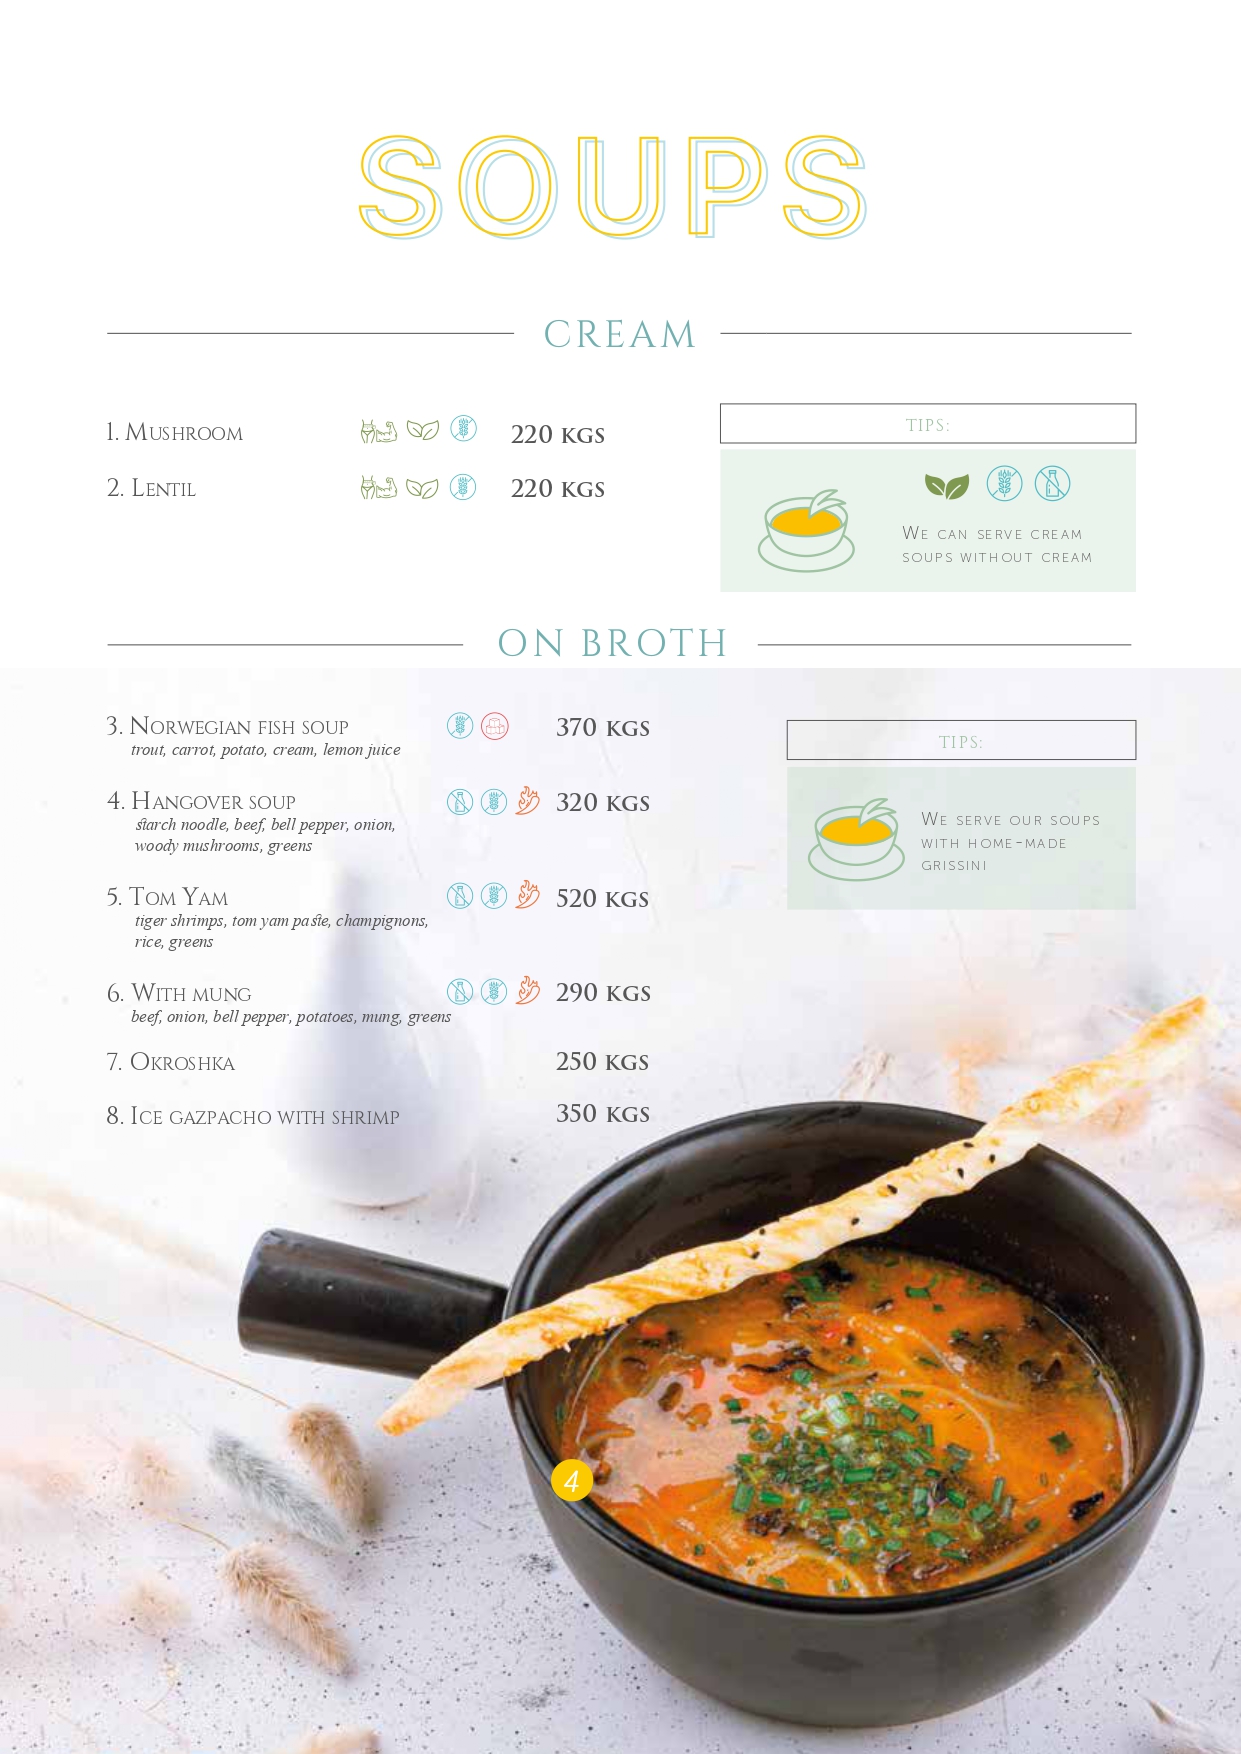 SOUPS
CREAM
1. Mushroom 220 KGS
2. Lentil 220 KGS
TIPS:
We can serve cream
soups without cream
ON BROTH
3. Norwegian fish soup 370 KGS
trout, carrot, potato, cream, lemon juice
4. Hangover soup 320 KGS
starch noodle, beef, bell pepper, onion,
woody mushrooms, greens
5. Tom Yam 520 KGS
tiger shrimps, tom yam paste, champignons,
rice, greens
6. With mung 290 KGS
beef, onion, bell pepper, potatoes, mung, greens
7. Okroshka 250 KGS
8. Ice gazpacho with shrimp 350 KGS
TIPS:
We serve our soups
with home-made
grissini
4